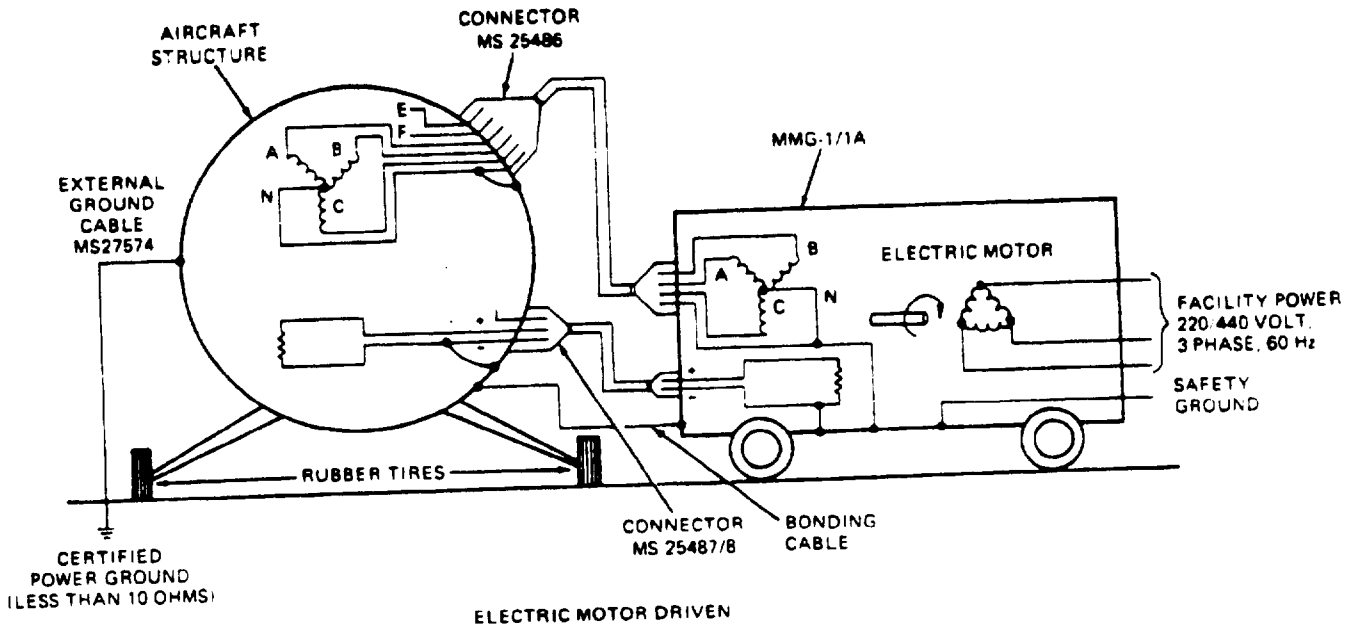 CONNECTOR
MS 25486
AIRCRAFT
STRUCTURE
E
F
A
B
N
C
MMG-1/1A
EXTERNAL
GROUND
CABLE
MS27574
B
A
ELECTRIC MOTOR
C
N
FACILITY POWER
220/440 VOLT,
3 PHASE, 60 Hz
+
-
+
-
SAFETY
GROUND
RUBBER TIRES
CONNECTOR
MS 25487/8
BONDING
CABLE
CERTIFIED
POWER GROUND
(LESS THAN 10 OHMS)
ELECTRIC MOTOR DRIVEN